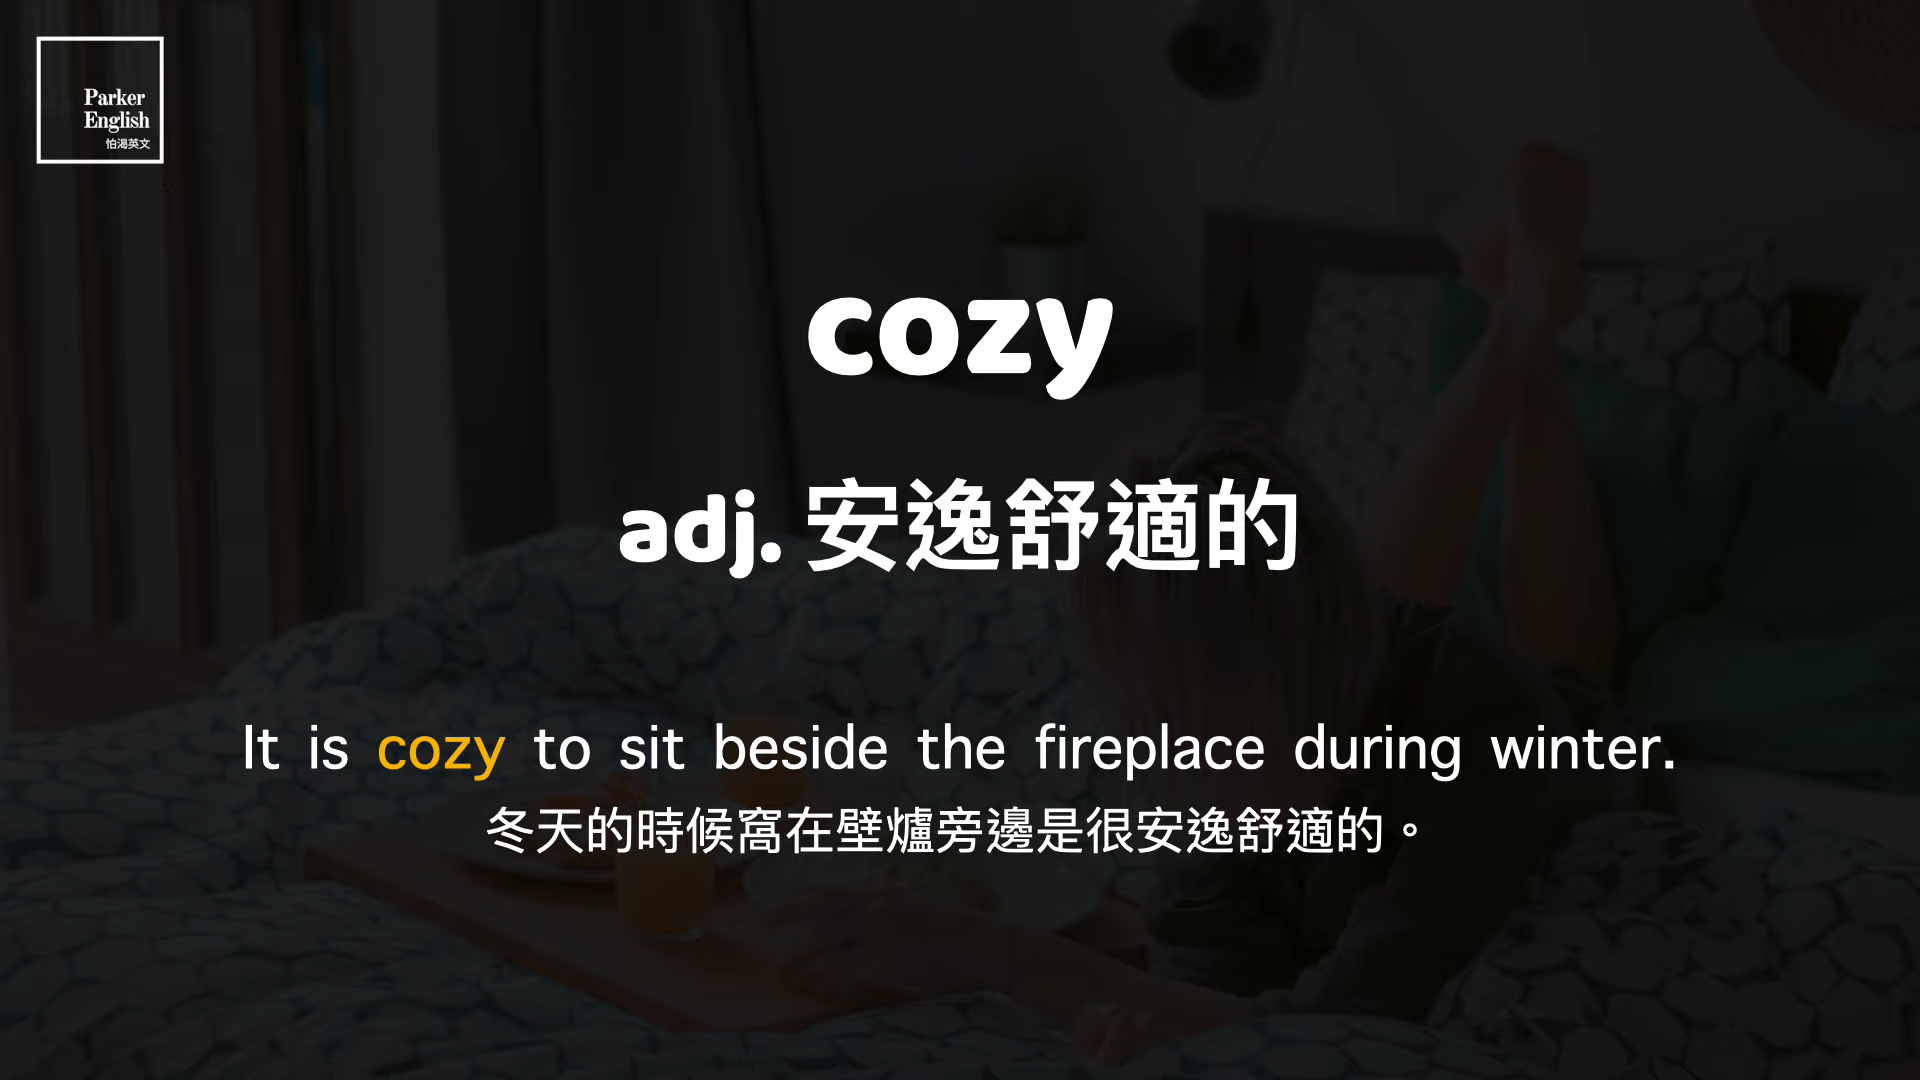 Parker
English
怕渴英文
cozy
adj. 安逸舒適的
It is cozy to sit beside the fireplace during winter.
冬天的時候窩在壁爐旁邊是很安逸舒適的。